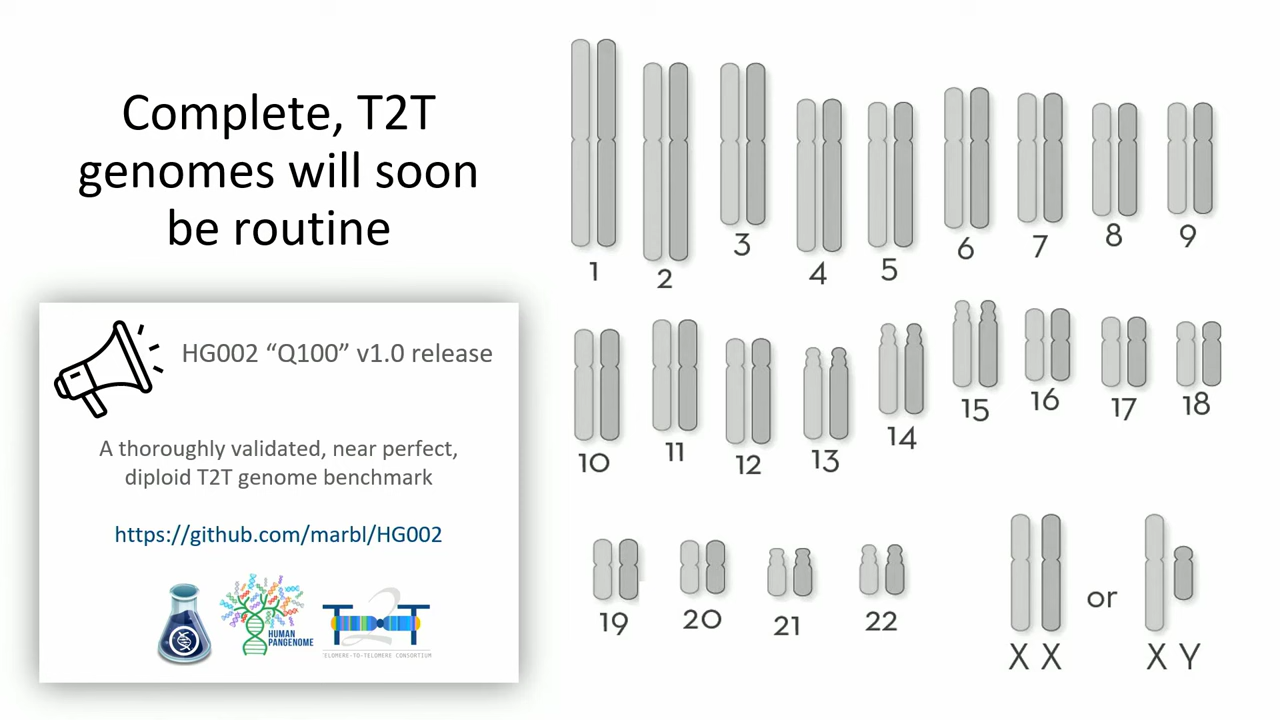 Complete, T2T
genomes will soon
be routine
HG002 “Q100” v1.0 release
A thoroughly validated, near perfect,
diploid T2T genome benchmark
https://github.com/marbl/HG002
HUMAN
PANGENOME
T2T
TELOMERE-TO-TELOMERE CONSORTIUM
1
2
3
4
5
6
7
8
9
10
11
12
13
14
15
16
17
18
19
20
21
22
X X
or
X Y